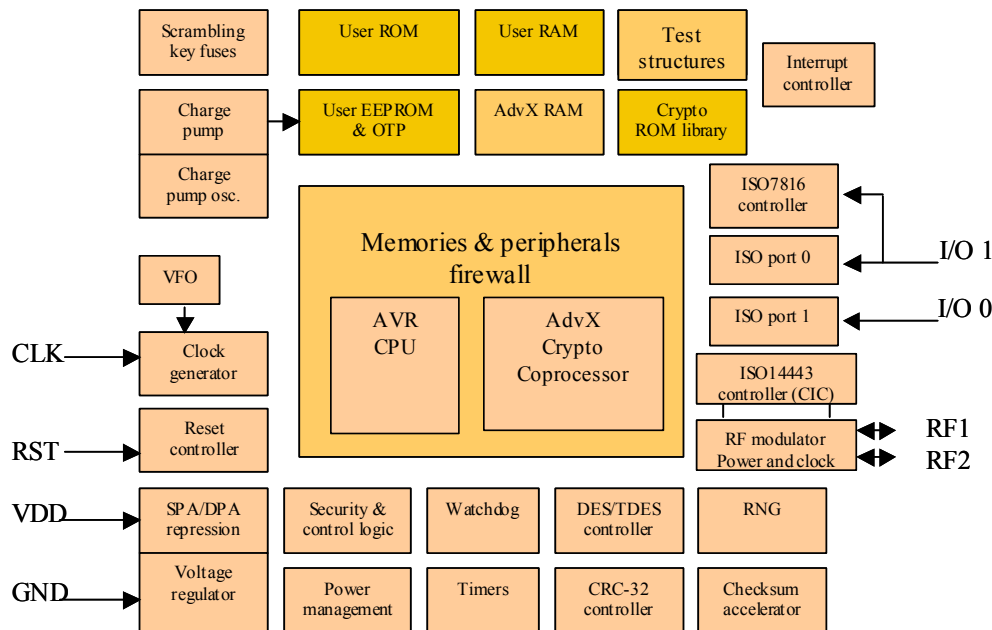 Scrambling
key fuses
User ROM
User RAM
Test
structures
Interrupt
controller
Charge
pump
User EEPROM
& OTP
AdvX RAM
Crypto
ROM library
Charge
pump osc.
ISO7816
controller
Memories & peripherals
firewall
ISO port 0
I/O 1
VFO
AVR
CPU
AdvX
Crypto
Coprocessor
ISO port 1
I/O 0
CLK
Clock
generator
ISO14443
controller (CIC)
RST
Reset
controller
RF modulator
Power and clock
RF1
RF2
VDD
SPA/DPA
repression
Security &
control logic
Watchdog
DES/TDES
controller
RNG
GND
Voltage
regulator
Power
management
Timers
CRC-32
controller
Checksum
accelerator